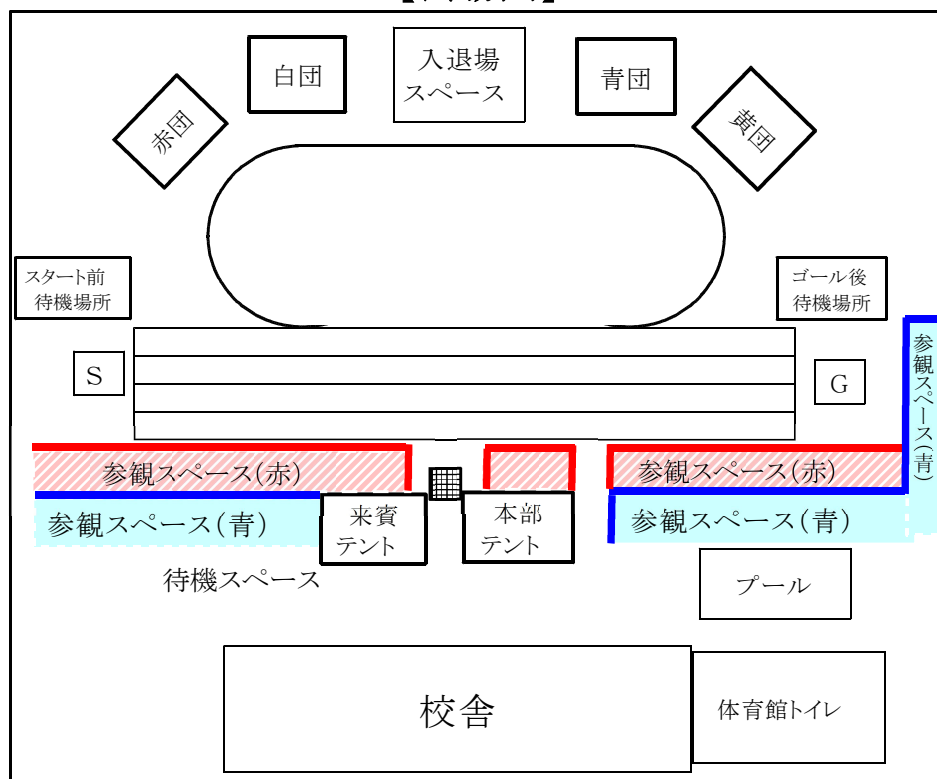 白団
入退場
スペース
青団
赤団
黄団
スタート前
待機場所
ゴール後
待機場所
S
G
参観スペース(青)
参観スペース(赤)
参観スペース(赤)
参観スペース(青)
来賓
テント
本部
テント
参観スペース(青)
待機スペース
プール
校舎
体育館トイレ